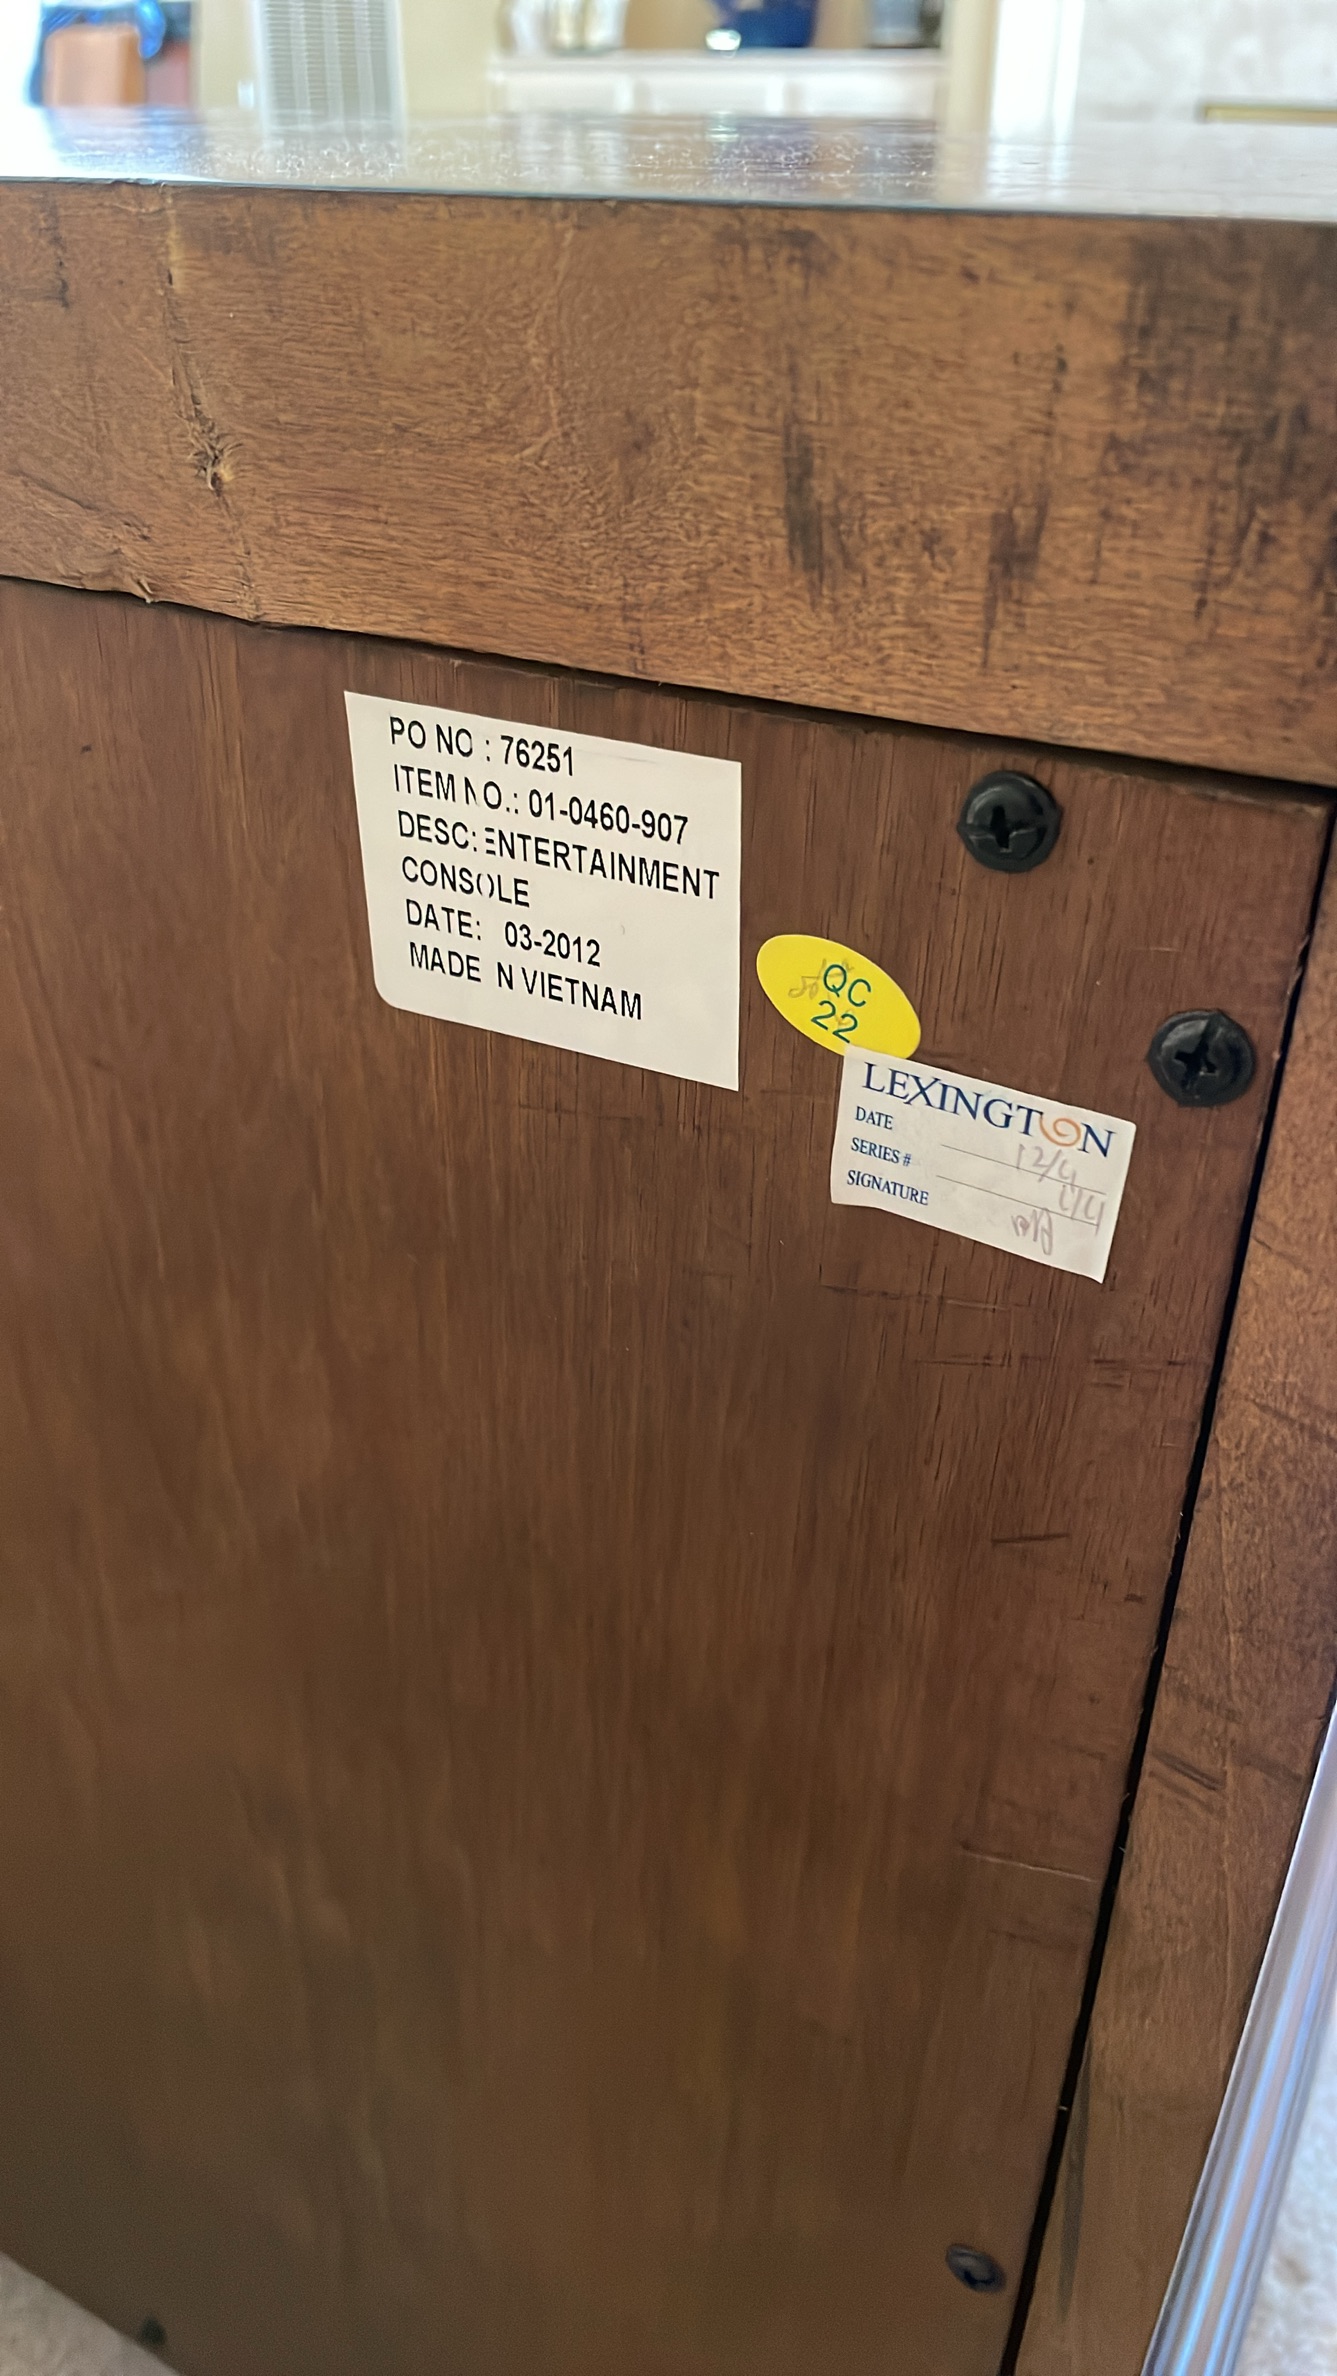 PO NO : 76251
ITEM NO.: 01-0460-907
DESC: ENTERTAINMENT
CONSOLE
DATE: 03-2012
MADE N VIETNAM
QC
22
LEXINGTON
DATE
SERIES #
SIGNATURE